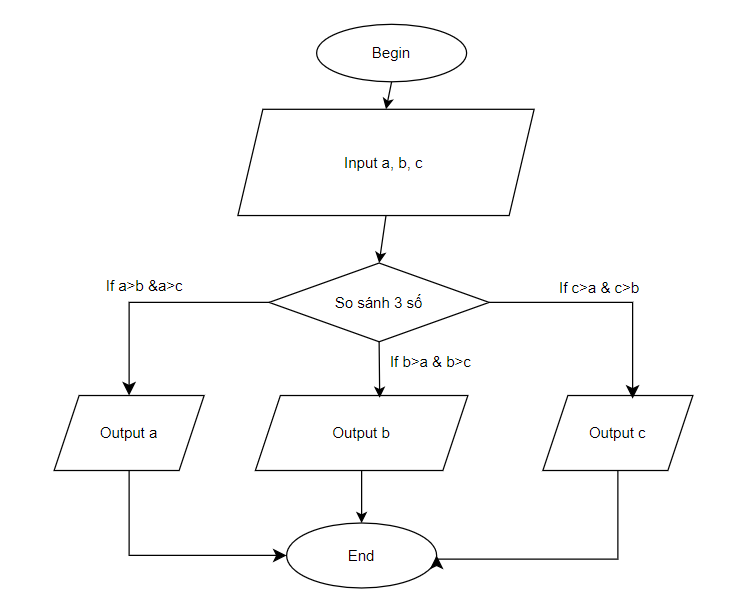 Begin
Input a, b, c
So sánh 3 số
If a>b &a>c
If c>a & c>b
If b>a & b>c
Output a
Output b
Output c
End